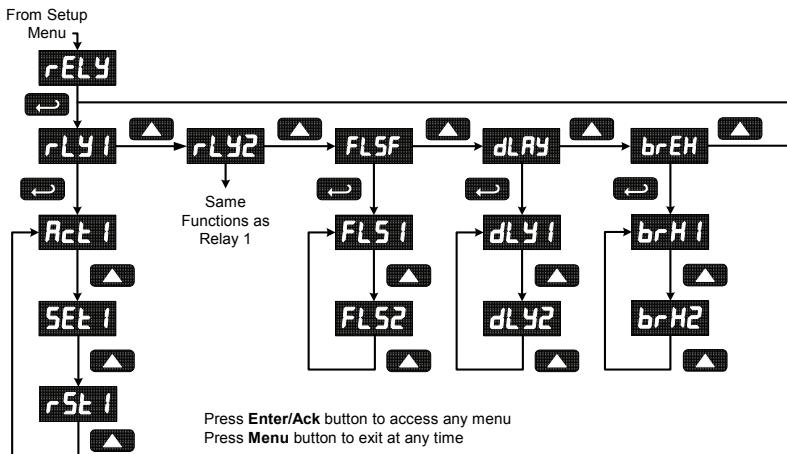 From Setup
Menu
rELY
rLY1
rLY2
FLSF
dLAY
brEH
Same
Functions as
Relay 1
Act1
FLS1
dLY1
brH1
SEt1
FLS2
dLY2
brH2
rSt1
Press Enter/Ack button to access any menu
Press Menu button to exit at any time